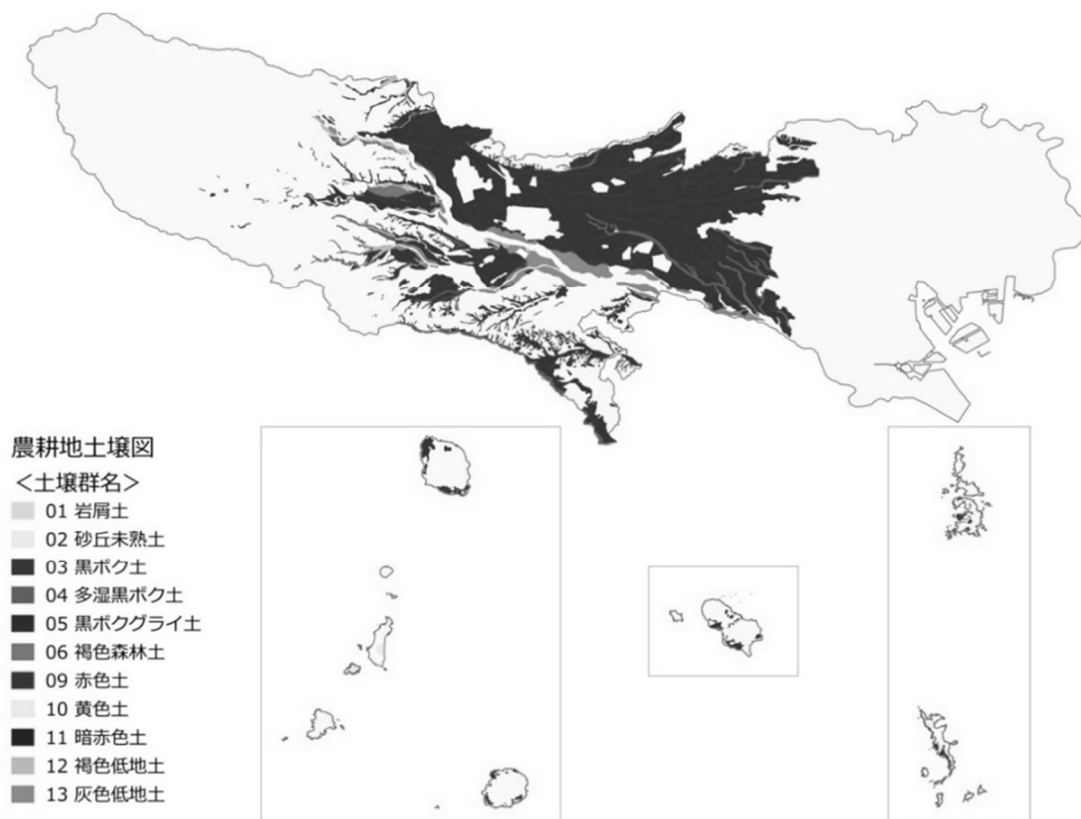 農耕地土壌図
＜土壌群名＞
01 岩屑土
02 砂丘未熟土
03 黒ボク土
04 多湿黒ボク土
05 黒ボクグライ土
06 褐色森林土
09 赤色土
10 黄色土
11 暗赤色土
12 褐色低地土
13 灰色低地土